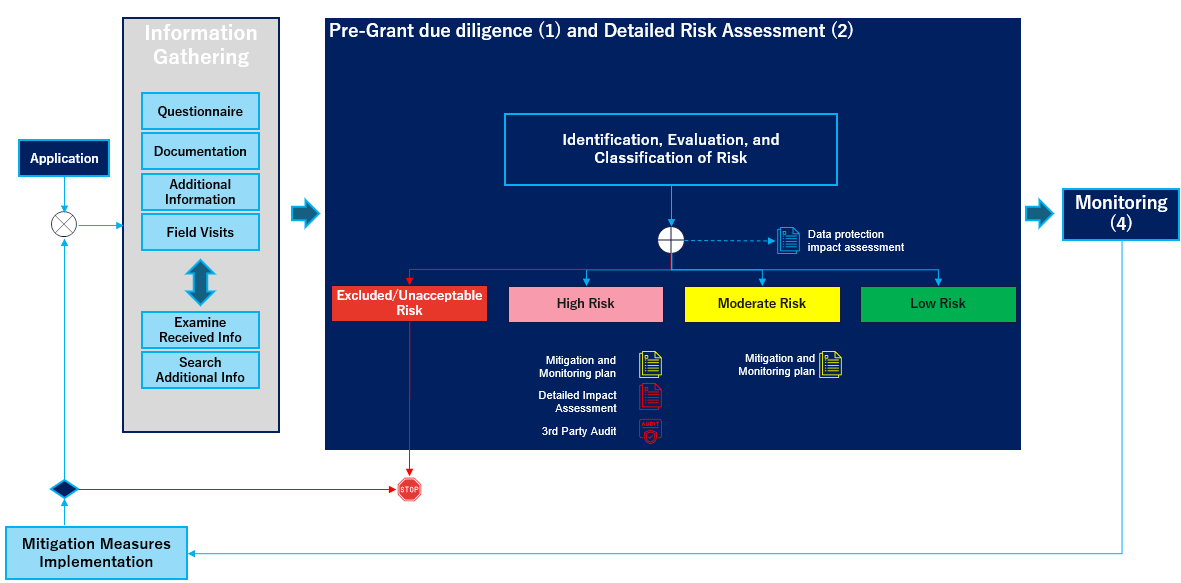 Information
Gathering
Pre-Grant due diligence (1) and Detailed Risk Assessment (2)
Questionnaire
Documentation
Additional
Information
Field Visits
Application
Identification, Evaluation, and
Classification of Risk
Monitoring
(4)
Data protection
impact assessment
Excluded/Unacceptable
Risk
High Risk
Moderate Risk
Low Risk
Examine
Received Info
Search
Additional Info
Mitigation and
Monitoring plan
Detailed Impact
Assessment
3rd Party Audit
AUDIT
Mitigation and
Monitoring plan
STOP
Mitigation Measures
Implementation